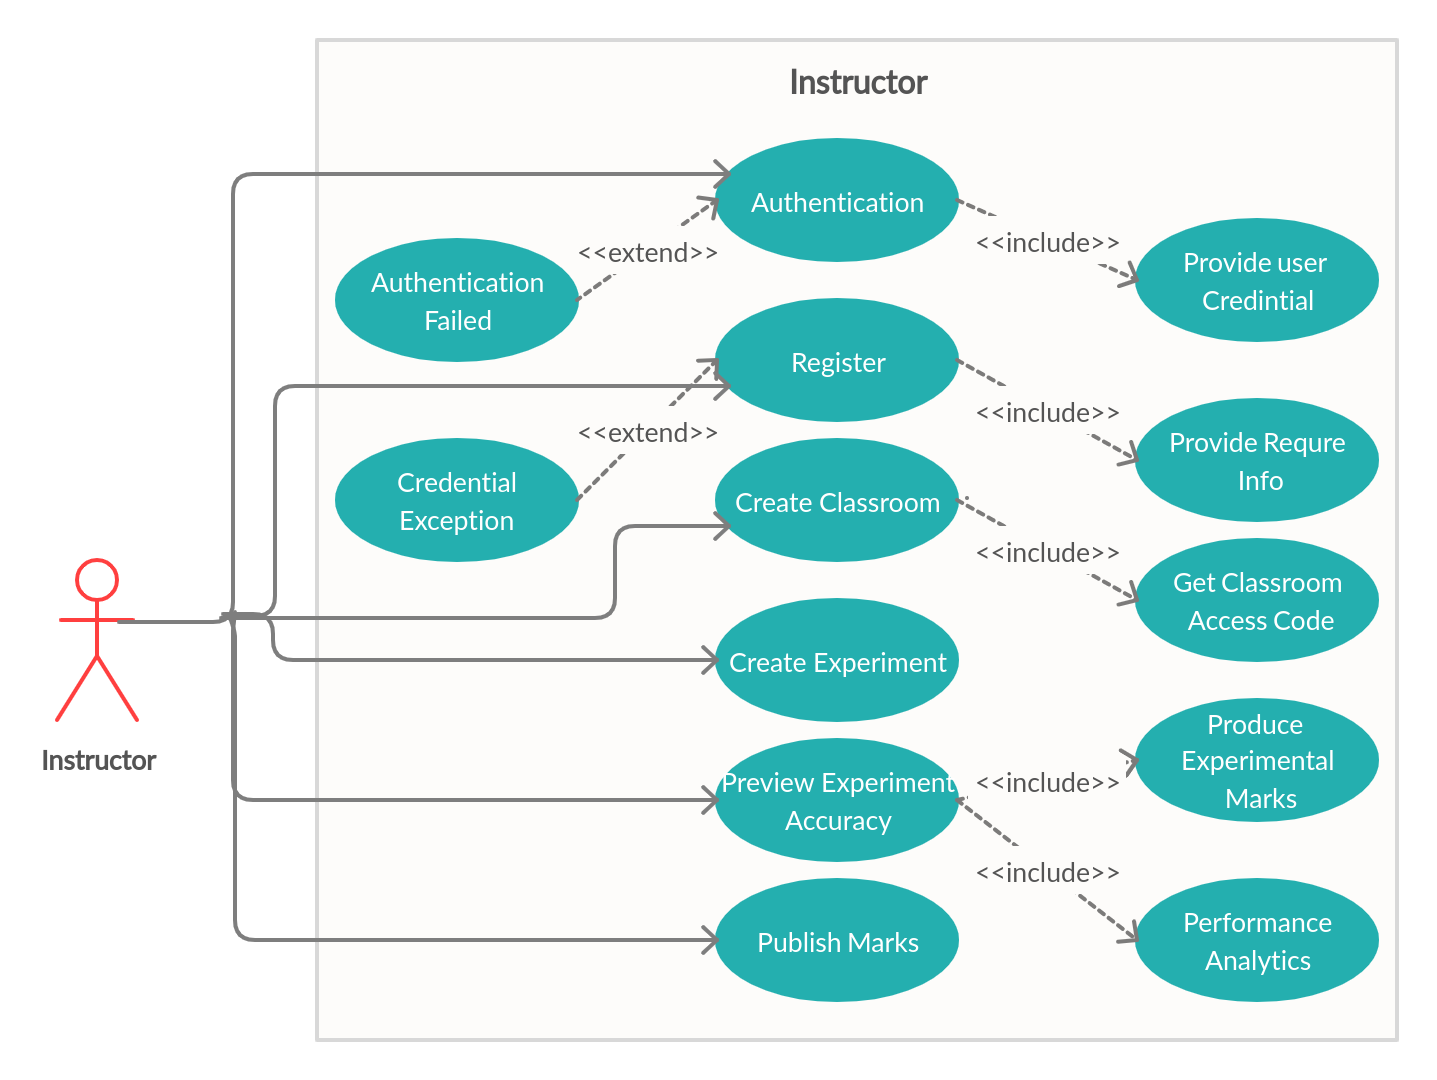 Instructor
Authentication
<<extend>>
<<include>>
Authentication
Failed
Provide user
Credintial
Register
<<extend>>
<<include>>
Credential
Exception
Provide Requre
Info
Create Classroom
<<include>>
Get Classroom
Access Code
Instructor
Create Experiment
Preview Experiment
Accuracy
<<include>>
Produce
Experimental
Marks
<<include>>
Publish Marks
Performance
Analytics